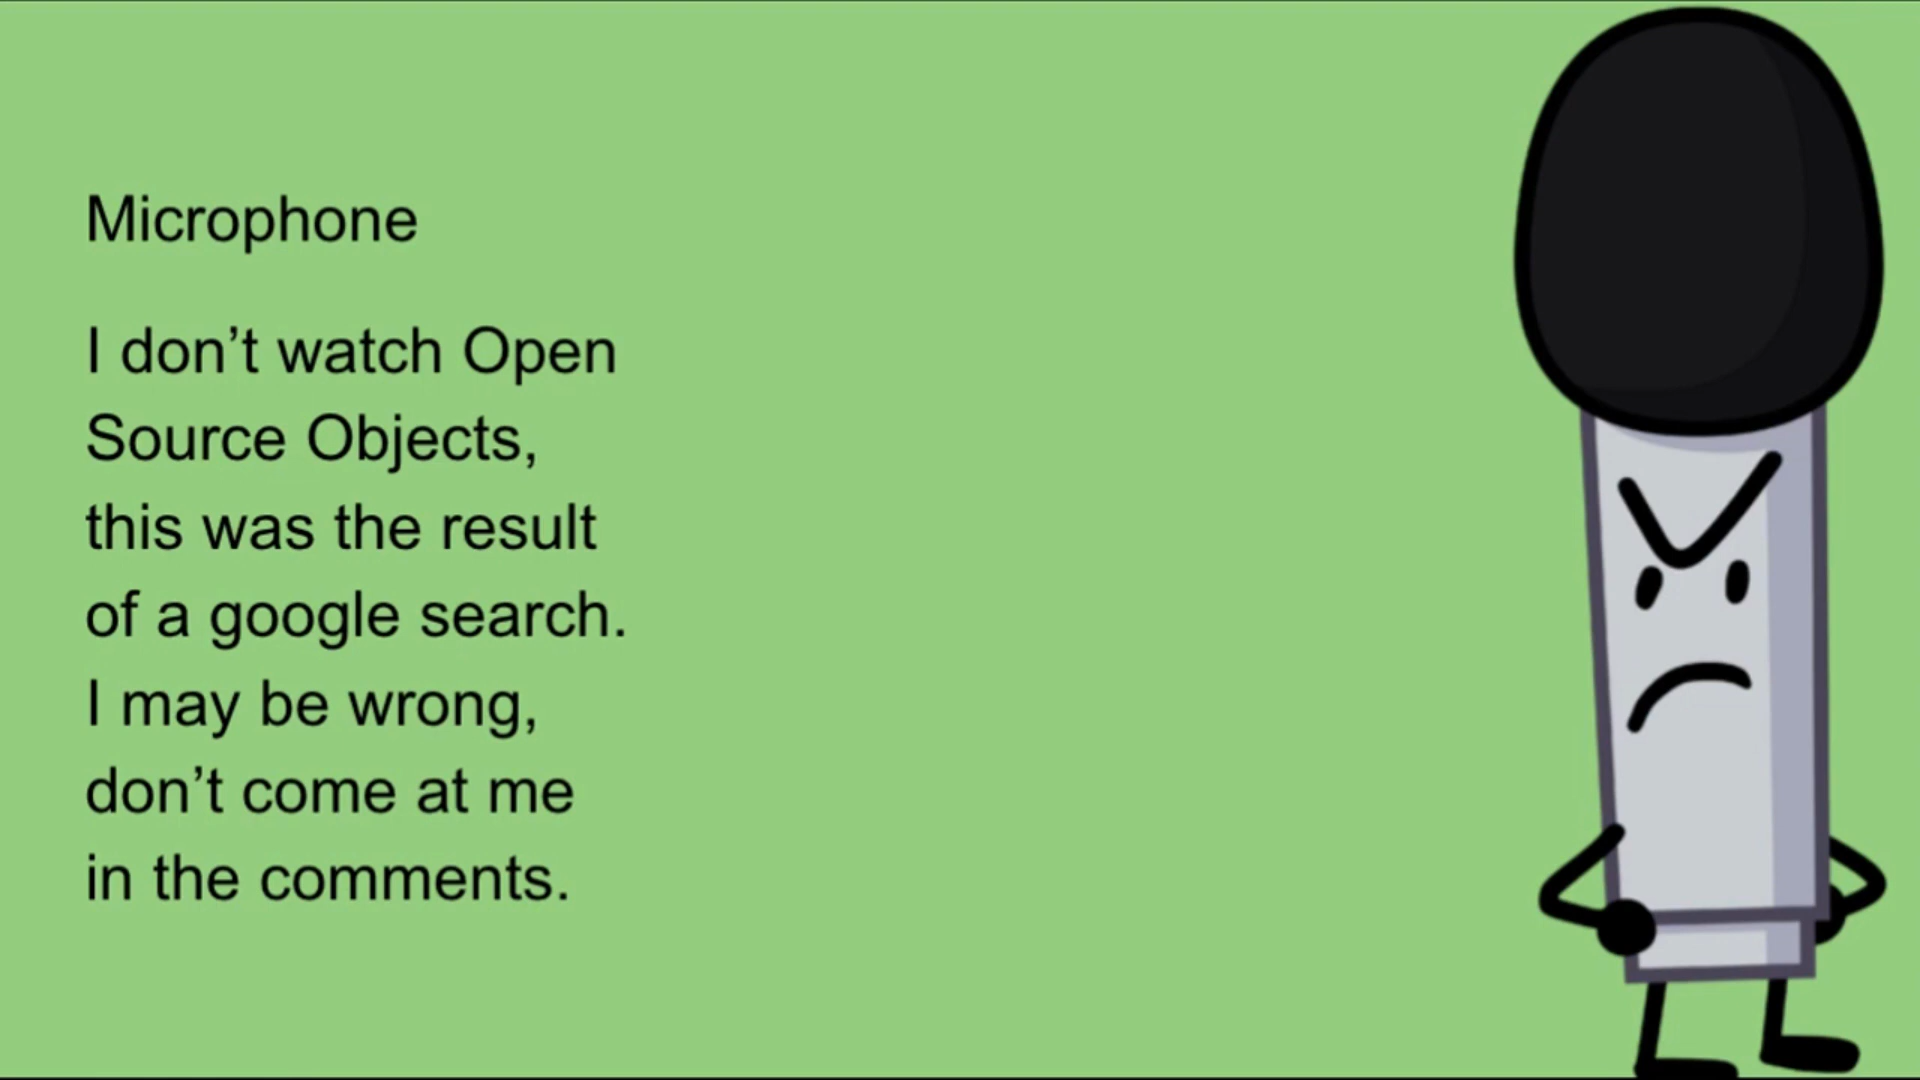 Microphone
I don’t watch Open
Source Objects,
this was the result
of a google search.
I may be wrong,
don’t come at me
in the comments.